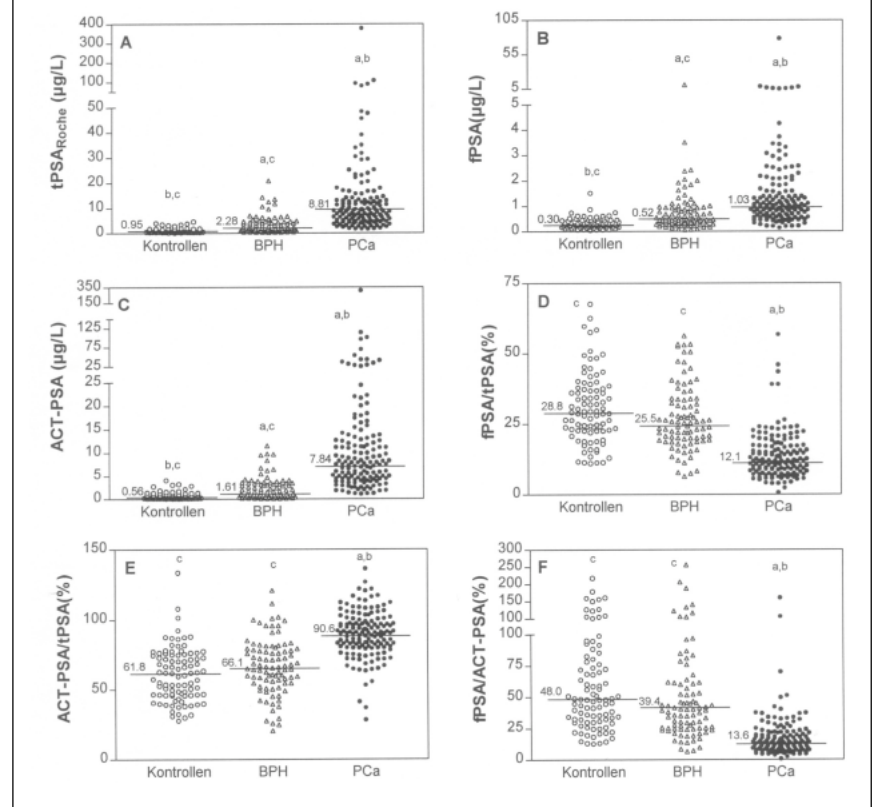 A
tPSARoche (µg/L)
400
300
200
100
50
40
30
20
10
0
b,c
a,c
a,b
0.95
2.28
8.81
Kontrollen BPH PCa
B
fPSA(µg/L)
105
55
5
5
4
3
2
1
0
b,c
a,c
a,b
0.30
0.52
1.03
Kontrollen BPH PCa
C
ACT-PSA (µg/L)
350
150
125
75
25
25
20
15
10
5
0
b,c
a,c
a,b
0.56
1.61
7.84
Kontrollen BPH PCa
D
fPSA/tPSA(%)
75
50
25
0
c
c
a,b
28.8
25.5
12.1
Kontrollen BPH PCa
E
ACT-PSA/tPSA(%)
150
100
50
0
c
c
a,b
61.8
66.1
90.6
Kontrollen BPH PCa
F
fPSA/ACT-PSA(%)
300
250
200
150
100
100
75
50
25
0
c
c
a,b
48.0
39.4
13.6
Kontrollen BPH PCa